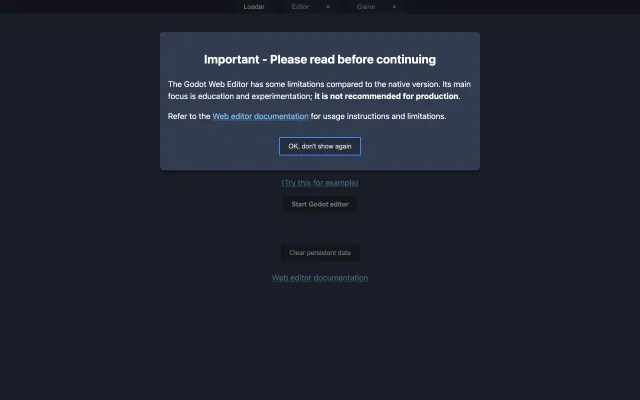 Loader
Editor ×
Game ×
Important - Please read before continuing
The Godot Web Editor has some limitations compared to the native version. Its main
focus is education and experimentation; it is not recommended for production.
Refer to the Web editor documentation for usage instructions and limitations.
OK, don't show again
(Try this for example)
Start Godot editor
Clear persistent data
Web editor documentation